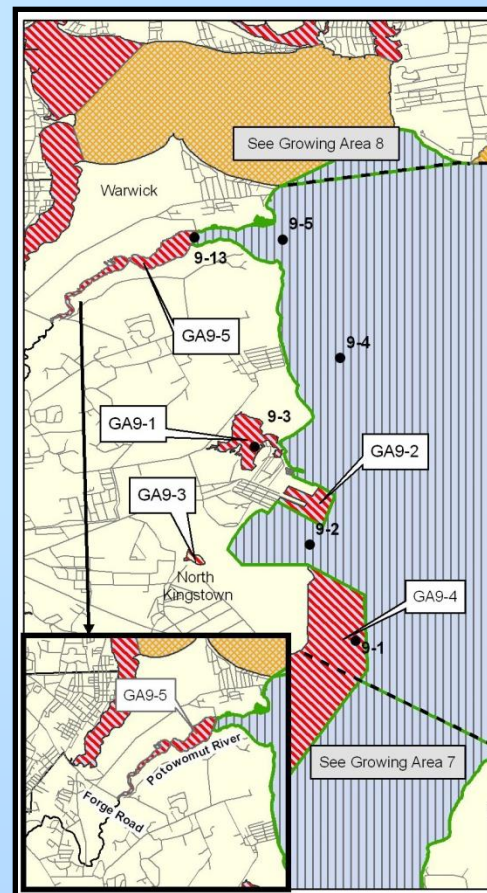 See Growing Area 8
Warwick
9-5
9-13
GA9-5
9-4
9-3
GA9-1
GA9-2
GA9-3
9-2
North
Kingstown
GA9-4
9-1
GA9-5
Potowomut River
See Growing Area 7
Forge Road